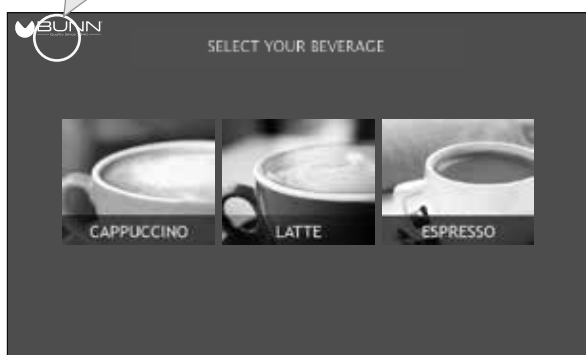 BUNN
SELECT YOUR BEVERAGE
CAPPUCCINO
LATTE
ESPRESSO